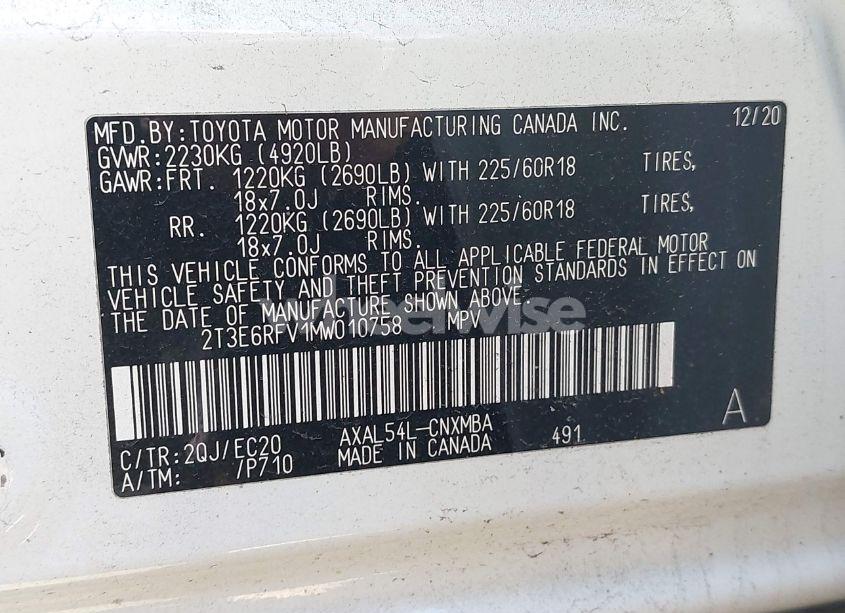 MFD.BY:TOYOTA MOTOR MANUFACTURING CANADA INC. 12/20
GVWR:2230KG (4920LB)
GAWR:FRT. 1220KG (2690LB) WITH 225/60R18 TIRES,
18x7.0J RIMS.
RR. 1220KG (2690LB) WITH 225/60R18 TIRES,
18x7.0J RIMS.
THIS VEHICLE CONFORMS TO ALL APPLICABLE FEDERAL MOTOR
VEHICLE SAFETY AND THEFT PREVENTION STANDARDS IN EFFECT ON
THE DATE OF MANUFACTURE SHOWN ABOVE.
2T3E6RFV1MW010758 MPV
A
C/TR:2QJ/EC20 AXAL54L-CNXMBA 491
A/TM: /P710 MADE IN CANADA